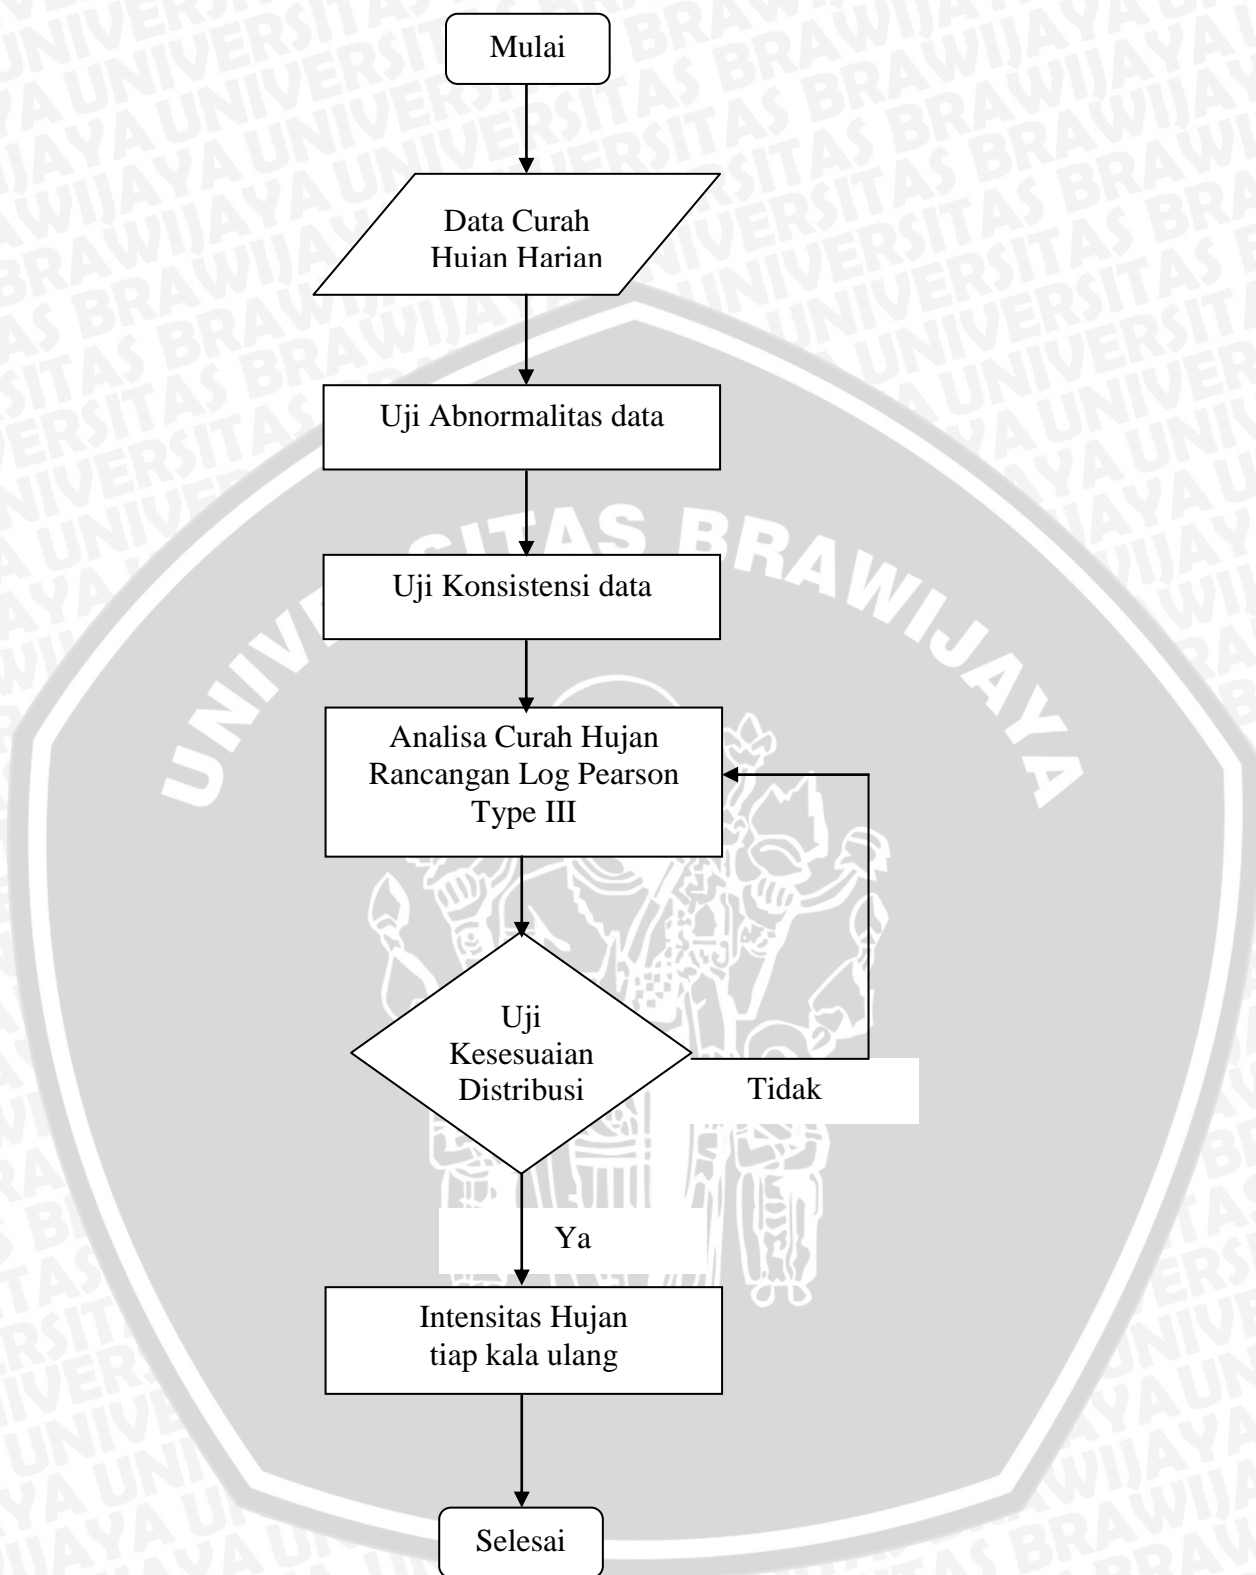 Mulai
Data Curah
Hujan Harian
Uji Abnormalitas data
UNIVERSITAS BRAWIJAYA
Uji Konsistensi data
Analisa Curah Hujan
Rancangan Log Pearson
Type III
Uji
Kesesuaian
Distribusi
Tidak
Ya
Intensitas Hujan
tiap kala ulang
Selesai